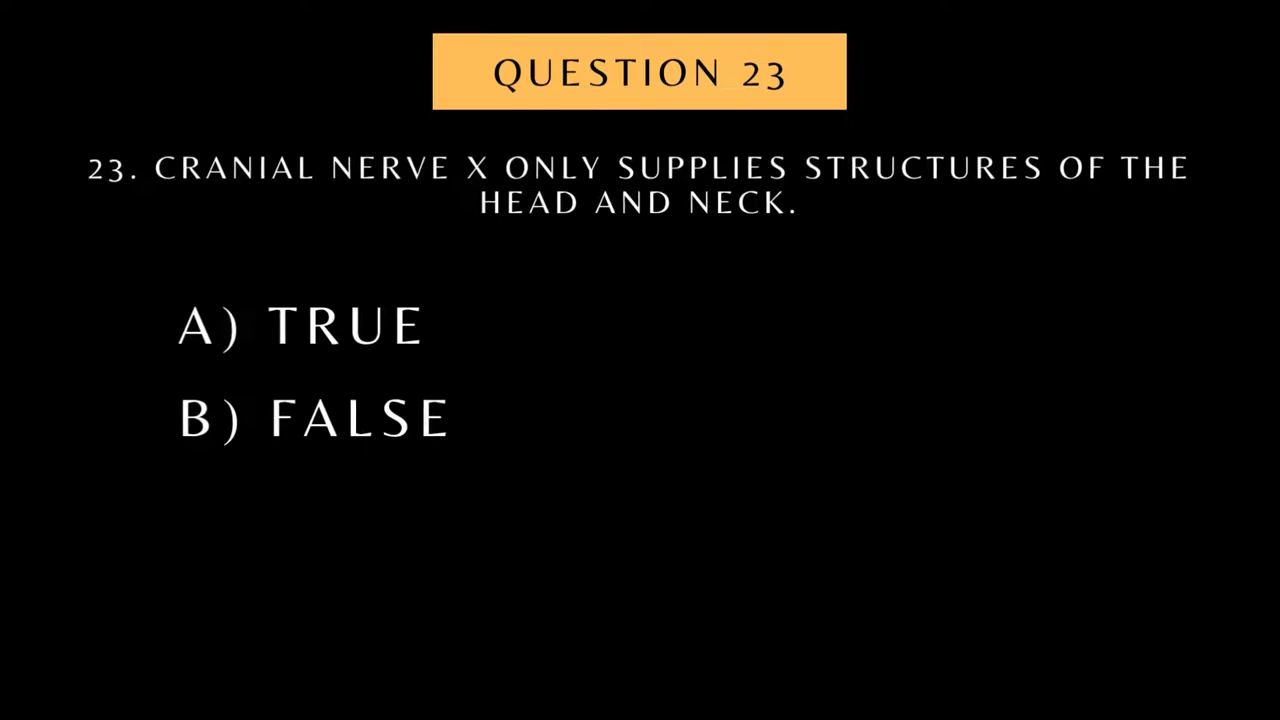 QUESTION 23
23. CRANIAL NERVE X ONLY SUPPLIES STRUCTURES OF THE
HEAD AND NECK.
A) TRUE
B) FALSE